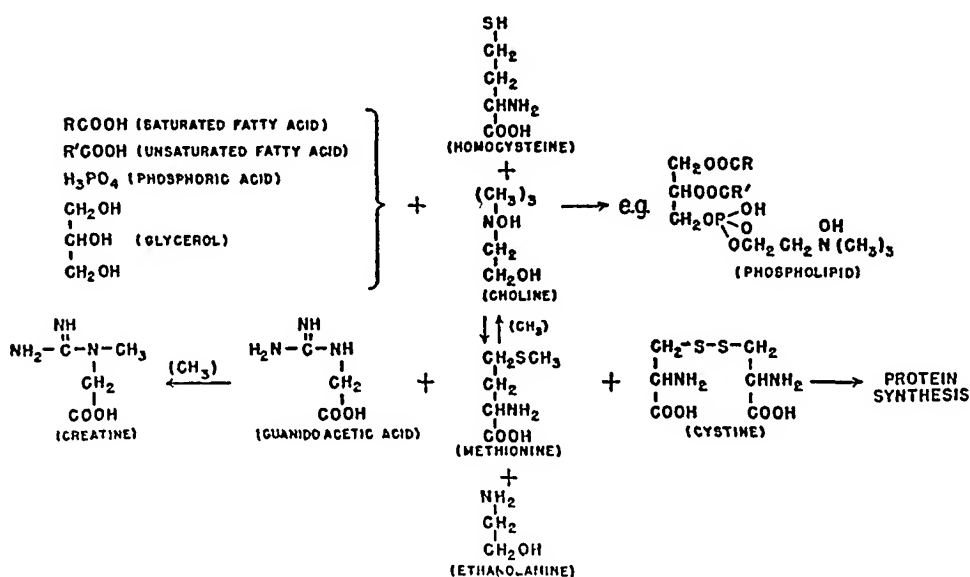 SH
CH₂
CH₂
CHNH₂
COOH
(HOMOCYSTEINE)
+
RCOOH (SATURATED FATTY ACID)
R'COOH (UNSATURATED FATTY ACID)
H₃PO₄ (PHOSPHORIC ACID)
CH₂OH
CHOH (GLYCEROL)
CH₂OH
+
(CH₃)₃
NOH
CH₂
CH₂OH
(CHOLINE)
e.g.
CH₂OOCR
CHOOCR'
CH₂OP OH
O
OCH₂CH₂N(CH₃)₃
OH
(PHOSPHOLIPID)
(CH₃)
NH
NH₂-C-N-CH₃
CH₂
COOH
(CREATINE)
(CH₃)
NH
H₂N-C-NH
CH₂
COOH
(GUANIDOACETIC ACID)
+
CH₂SCH₃
CH₂
CHNH₂
COOH
(METHIONINE)
+
CH₂-S-S-CH₂
CHNH₂ CHNH₂
COOH COOH
(CYSTINE)
PROTEIN
SYNTHESIS
+
NH₂
CH₂
CH₂OH
(ETHANOLAMINE)